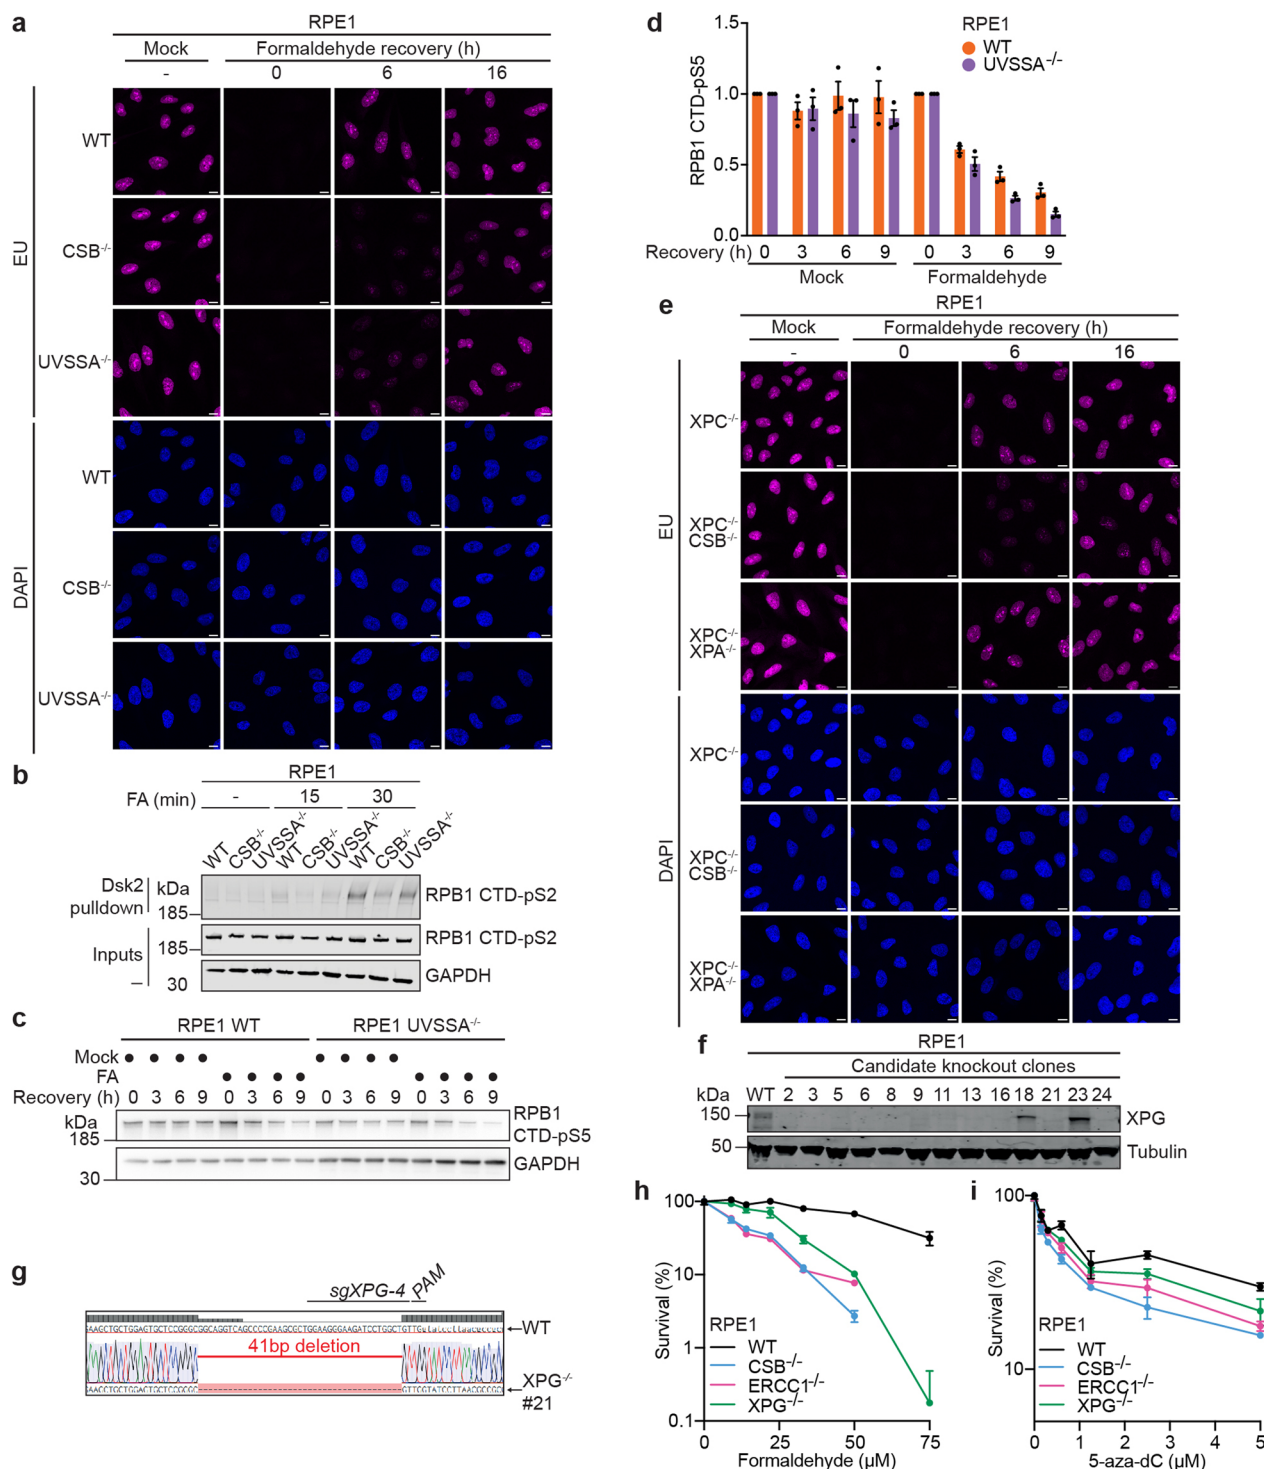 a
RPE1
Mock
Formaldehyde recovery (h)
-
0
6
16
EU
WT
CSB-/-
UVSSA-/-
DAPI
WT
CSB-/-
UVSSA-/-
b
RPE1
FA (min)
-
15
30
WT
CSB-/-
UVSSA-/-
WT
CSB-/-
UVSSA-/-
WT
CSB-/-
UVSSA-/-
Dsk2
pulldown
kDa
185
RPB1 CTD-pS2
Inputs
185
RPB1 CTD-pS2
30
GAPDH
c
RPE1 WT
RPE1 UVSSA-/-
Mock
FA
Recovery (h)
0 3 6 9 0 3 6 9 0 3 6 9 0 3 6 9
kDa
185
RPB1
CTD-pS5
30
GAPDH
d
RPE1
WT
UVSSA-/-
RPB1 CTD-pS5
1.5
1.0
0.5
0.0
Recovery (h) 0 3 6 9 0 3 6 9
Mock
Formaldehyde
e
RPE1
Mock
Formaldehyde recovery (h)
-
0
6
16
EU
XPC-/-
XPC-/-
CSB-/-
XPC-/-
XPA-/-
DAPI
XPC-/-
XPC-/-
CSB-/-
XPC-/-
XPA-/-
f
RPE1
Candidate knockout clones
kDa
WT 2 3 5 6 8 9 11 13 16 18 21 23 24
150
XPG
50
Tubulin
g
sgXPG-4
PAM
WT
41bp deletion
XPG-/-
#21
h
Survival (%)
100
10
1
0.1
RPE1
WT
CSB-/-
ERCC1-/-
XPG-/-
0 25 50 75
Formaldehyde (µM)
i
Survival (%)
100
10
RPE1
WT
CSB-/-
ERCC1-/-
XPG-/-
0 1 2 3 4 5
5-aza-dC (µM)